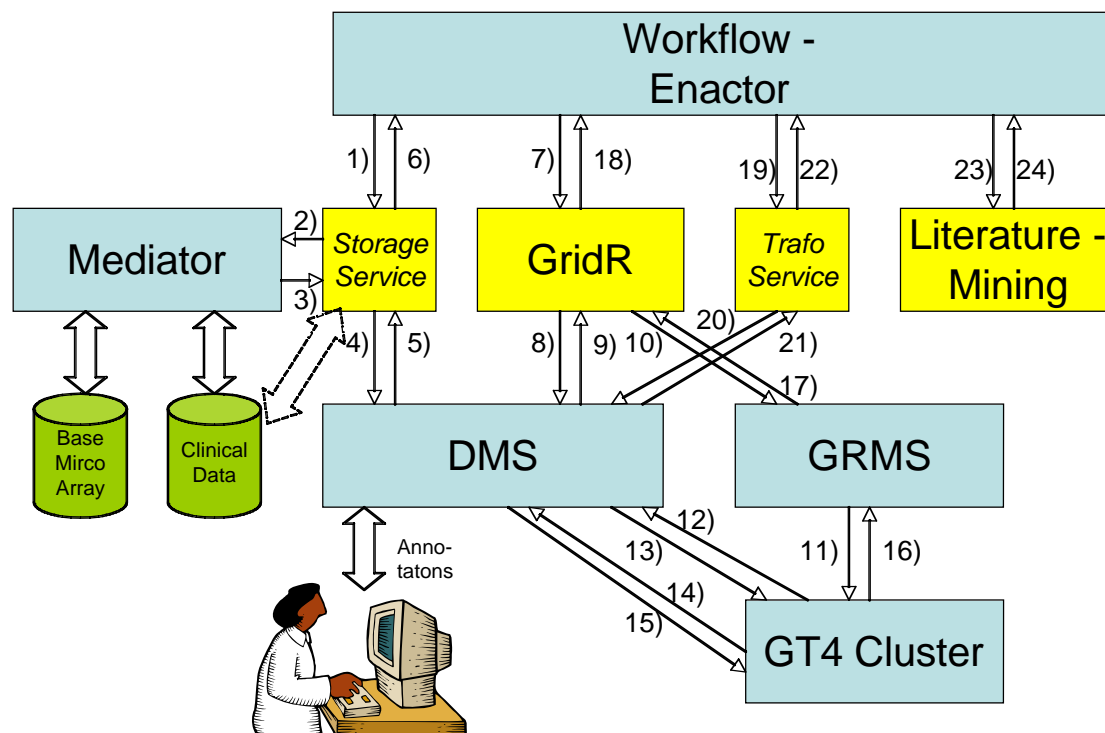 Workflow -
Enactor
1)
6)
7)
18)
19)
22)
23)
24)
Mediator
2)
3)
Storage
Service
GridR
Trafo
Service
Literature -
Mining
4)
5)
8)
9)
10)
20)
21)
17)
Base
Mirco
Array
Clinical
Data
DMS
GRMS
Anno-
tatons
12)
13)
14)
15)
11)
16)
GT4 Cluster